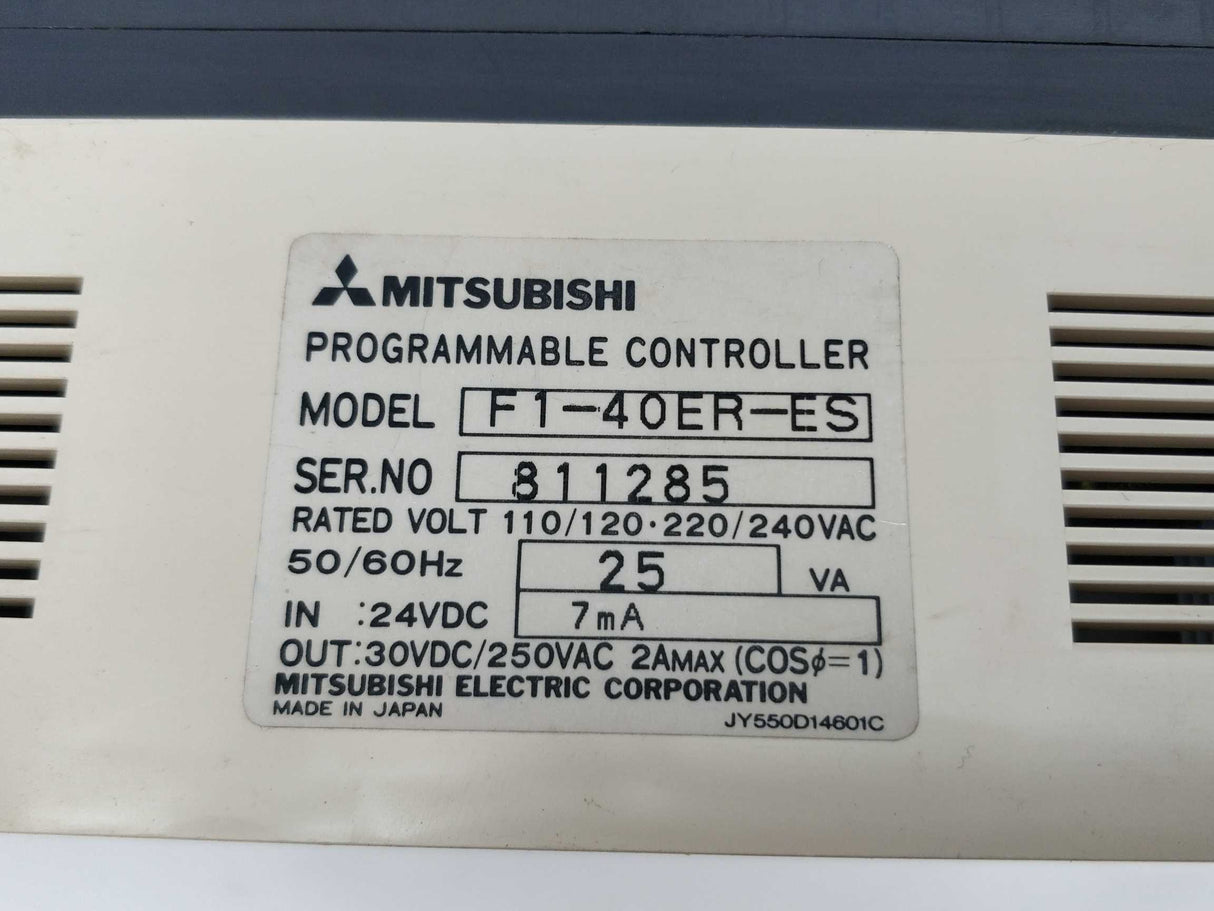 MITSUBISHI
PROGRAMMABLE CONTROLLER
MODEL F1-40ER-ES
SER.NO 811285
RATED VOLT 110/120·220/240VAC
50/60Hz 25 VA
IN :24VDC 7mA
OUT:30VDC/250VAC 2AMAX (COSϕ=1)
MITSUBISHI ELECTRIC CORPORATION
MADE IN JAPAN JY550D14601C